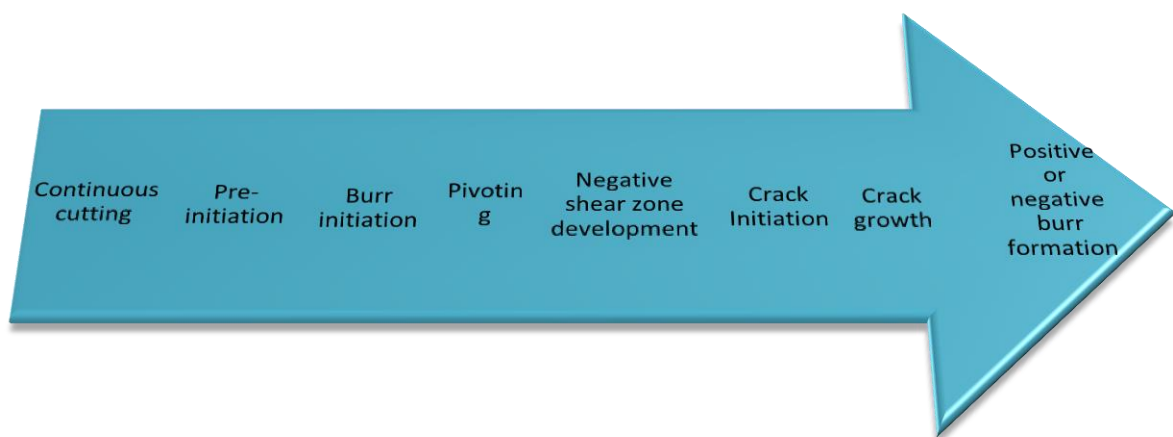 Continuous
cutting
Pre-
initiation
Burr
initiation
Pivotin
g
Negative
shear zone
development
Crack
Initiation
Crack
growth
Positive
or
negative
burr
formation